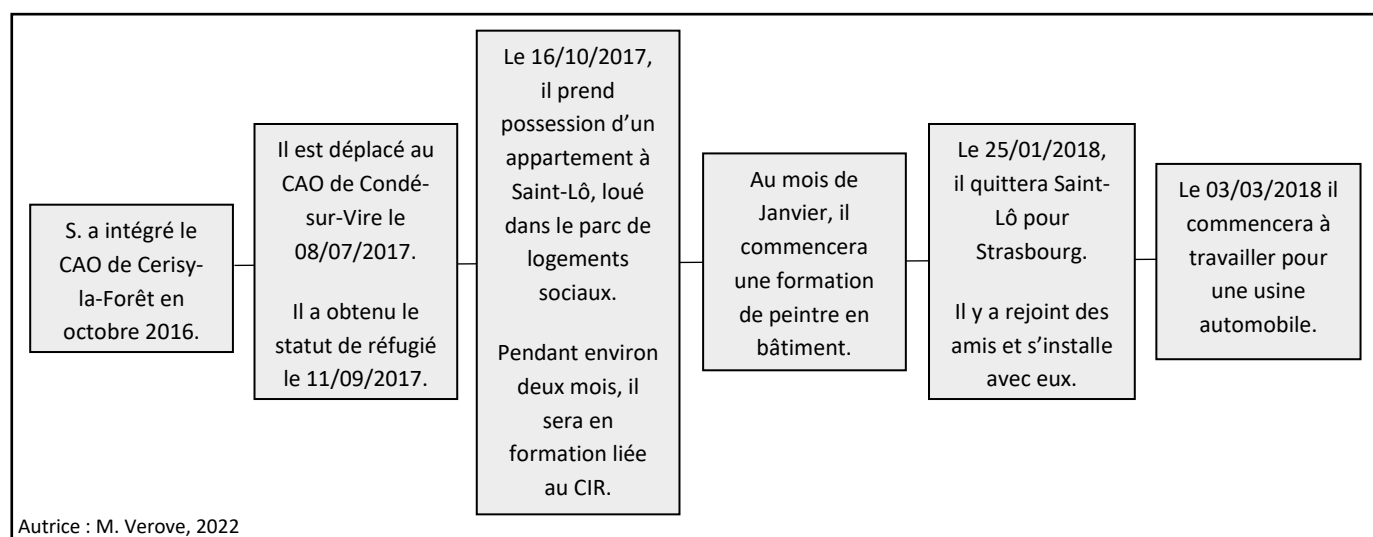 S. a intégré le
CAO de Cerisy-
la-Forêt en
octobre 2016.
Il est déplacé au
CAO de Condé-
sur-Vire le
08/07/2017.
Il a obtenu le
statut de réfugié
le 11/09/2017.
Le 16/10/2017,
il prend
possession d’un
appartement à
Saint-Lô, loué
dans le parc de
logements
sociaux.
Pendant environ
deux mois, il
sera en
formation liée
au CIR.
Au mois de
Janvier, il
commencera
une formation
de peintre en
bâtiment.
Le 25/01/2018,
il quittera Saint-
Lô pour
Strasbourg.
Il y a rejoint des
amis et s’installe
avec eux.
Le 03/03/2018 il
commencera à
travailler pour
une usine
automobile.
Autrice : M. Verove, 2022